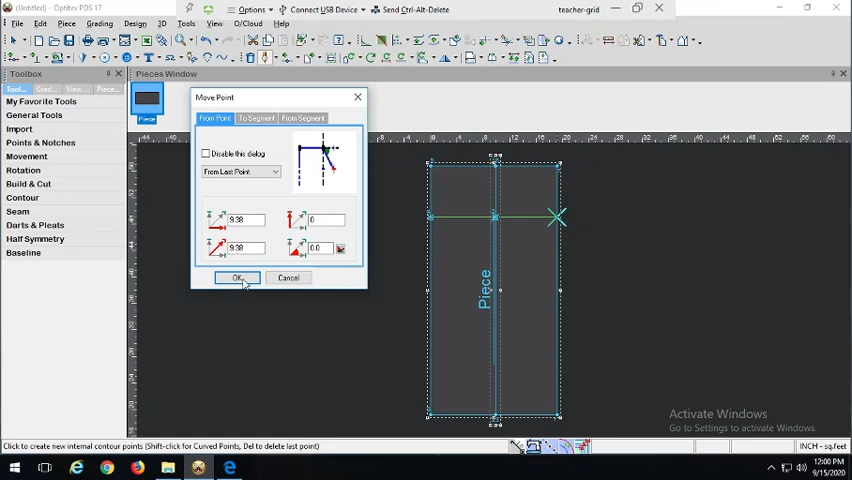 (Untitled) - Optitex PDS 17
Options
Connect USB Device
Send Ctrl-Alt-Delete
teacher-grid
File Edit Piece Grading Design 3D Tools View O/Cloud Help
Toolbox
Pieces Window
Tool... Grad... View ... Piece...
My Favorite Tools
General Tools
Import
Points & Notches
Movement
Rotation
Build & Cut
Contour
Seam
Darts & Pleats
Half Symmetry
Baseline
Piece
Move Point
From Point To Segment From Segment
Disable this dialog
From Last Point
9.38 0
9.38 0.0
OK Cancel
Piece
Activate Windows
Go to Settings to activate Windows.
Click to create new internal contour points (Shift-click for Curved Points, Del to delete last point)
INCH - sq.feet
12:00 PM
9/15/2020